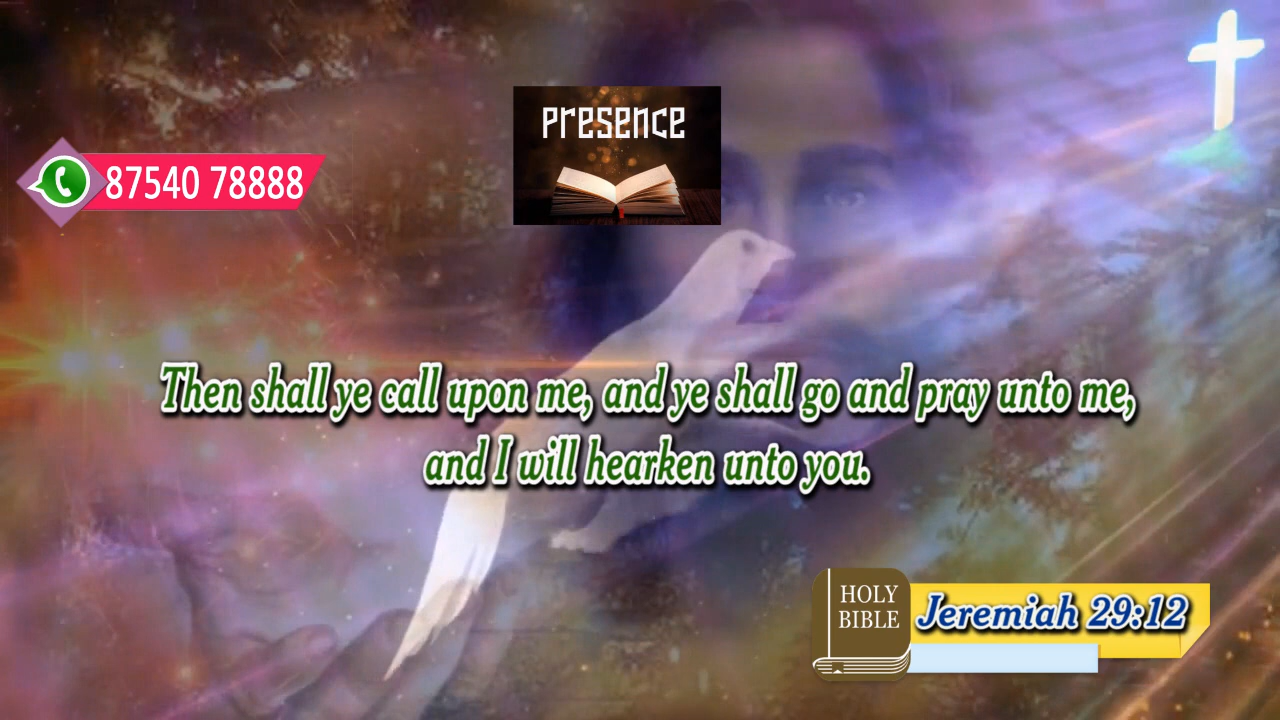 presence
87540 78888
Then shall ye call upon me, and ye shall go and pray unto me,
and I will hearken unto you.
HOLY
BIBLE
Jeremiah 29:12